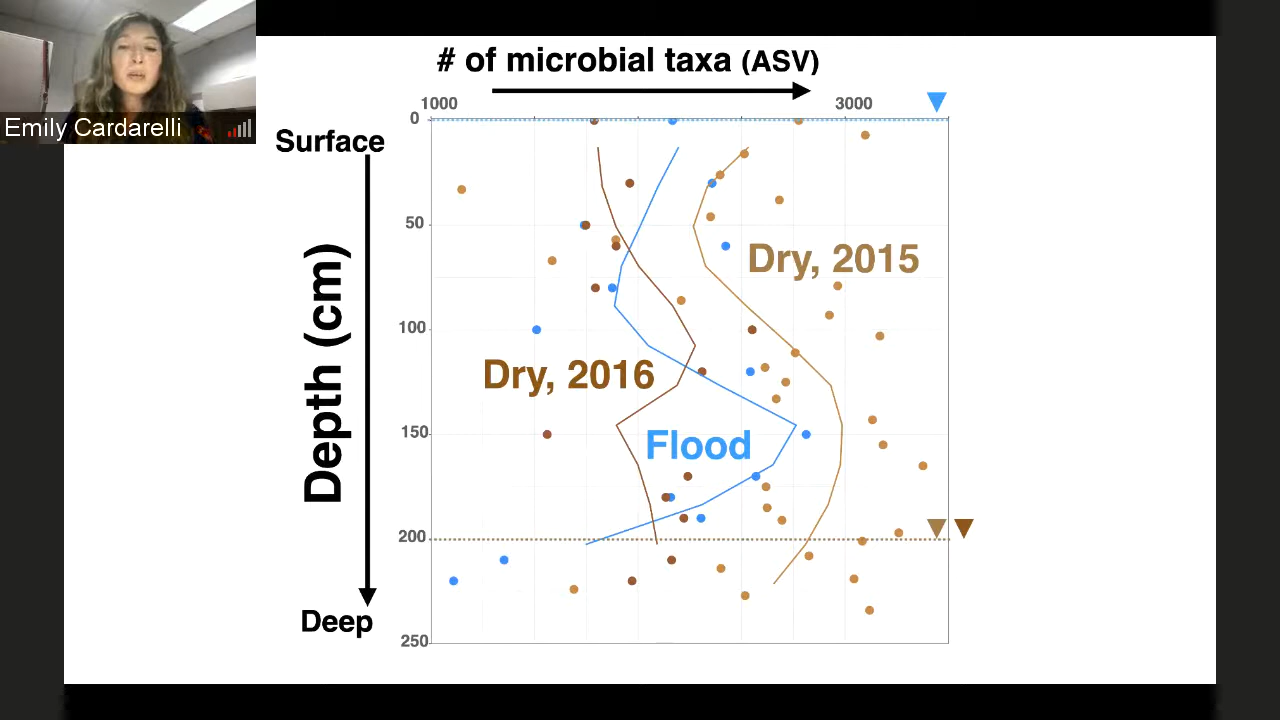 # of microbial taxa (ASV)
1000
3000
Emily Cardarelli
Surface
0
50
100
150
200
250
Depth (cm)
Dry, 2015
Dry, 2016
Flood
Deep